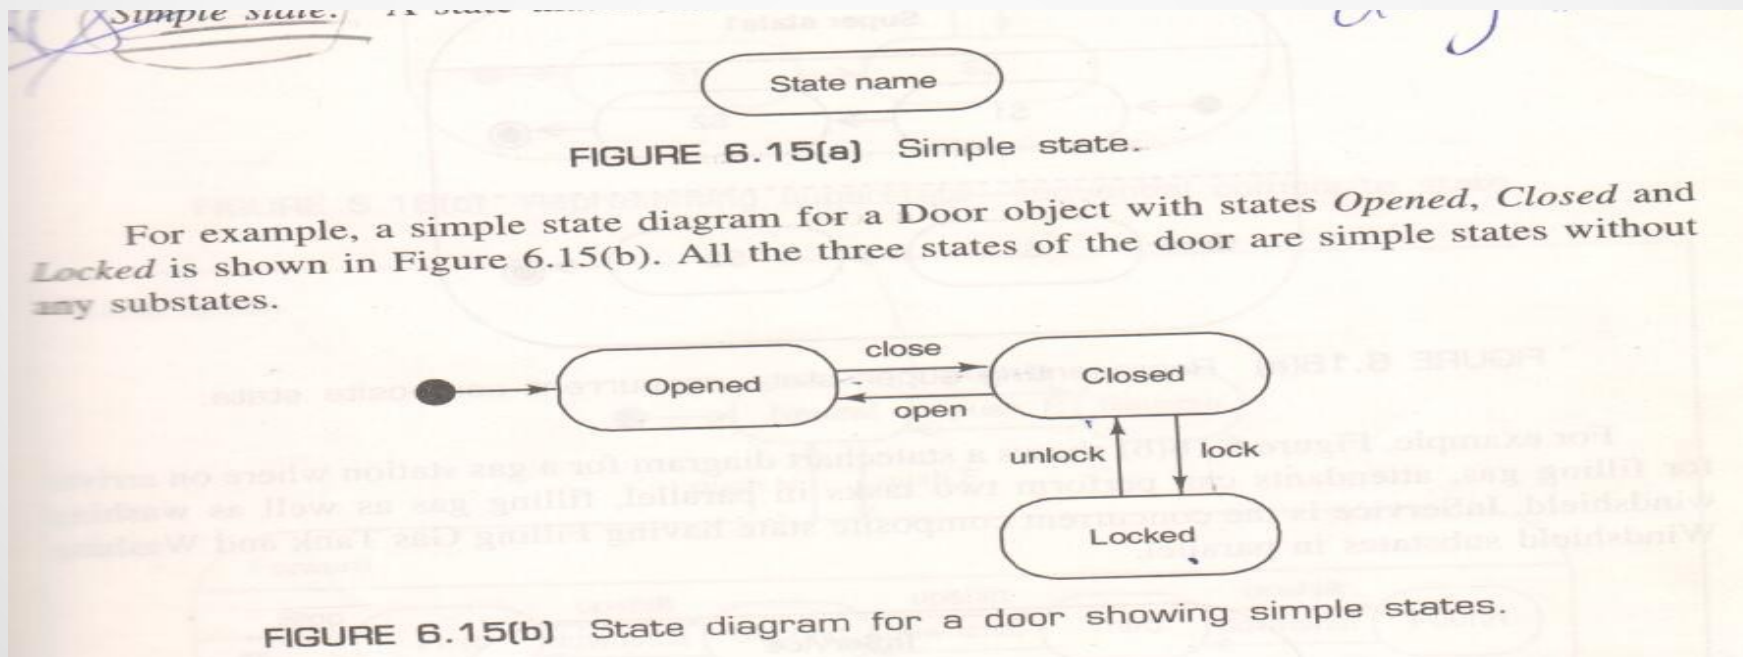 Simple state. A state
State name
FIGURE 6.15(a) Simple state.
For example, a simple state diagram for a Door object with states Opened, Closed and
Locked is shown in Figure 6.15(b). All the three states of the door are simple states without
any substates.
close
Opened
Closed
open
unlock
lock
Locked
FIGURE 6.15(b) State diagram for a door showing simple states.